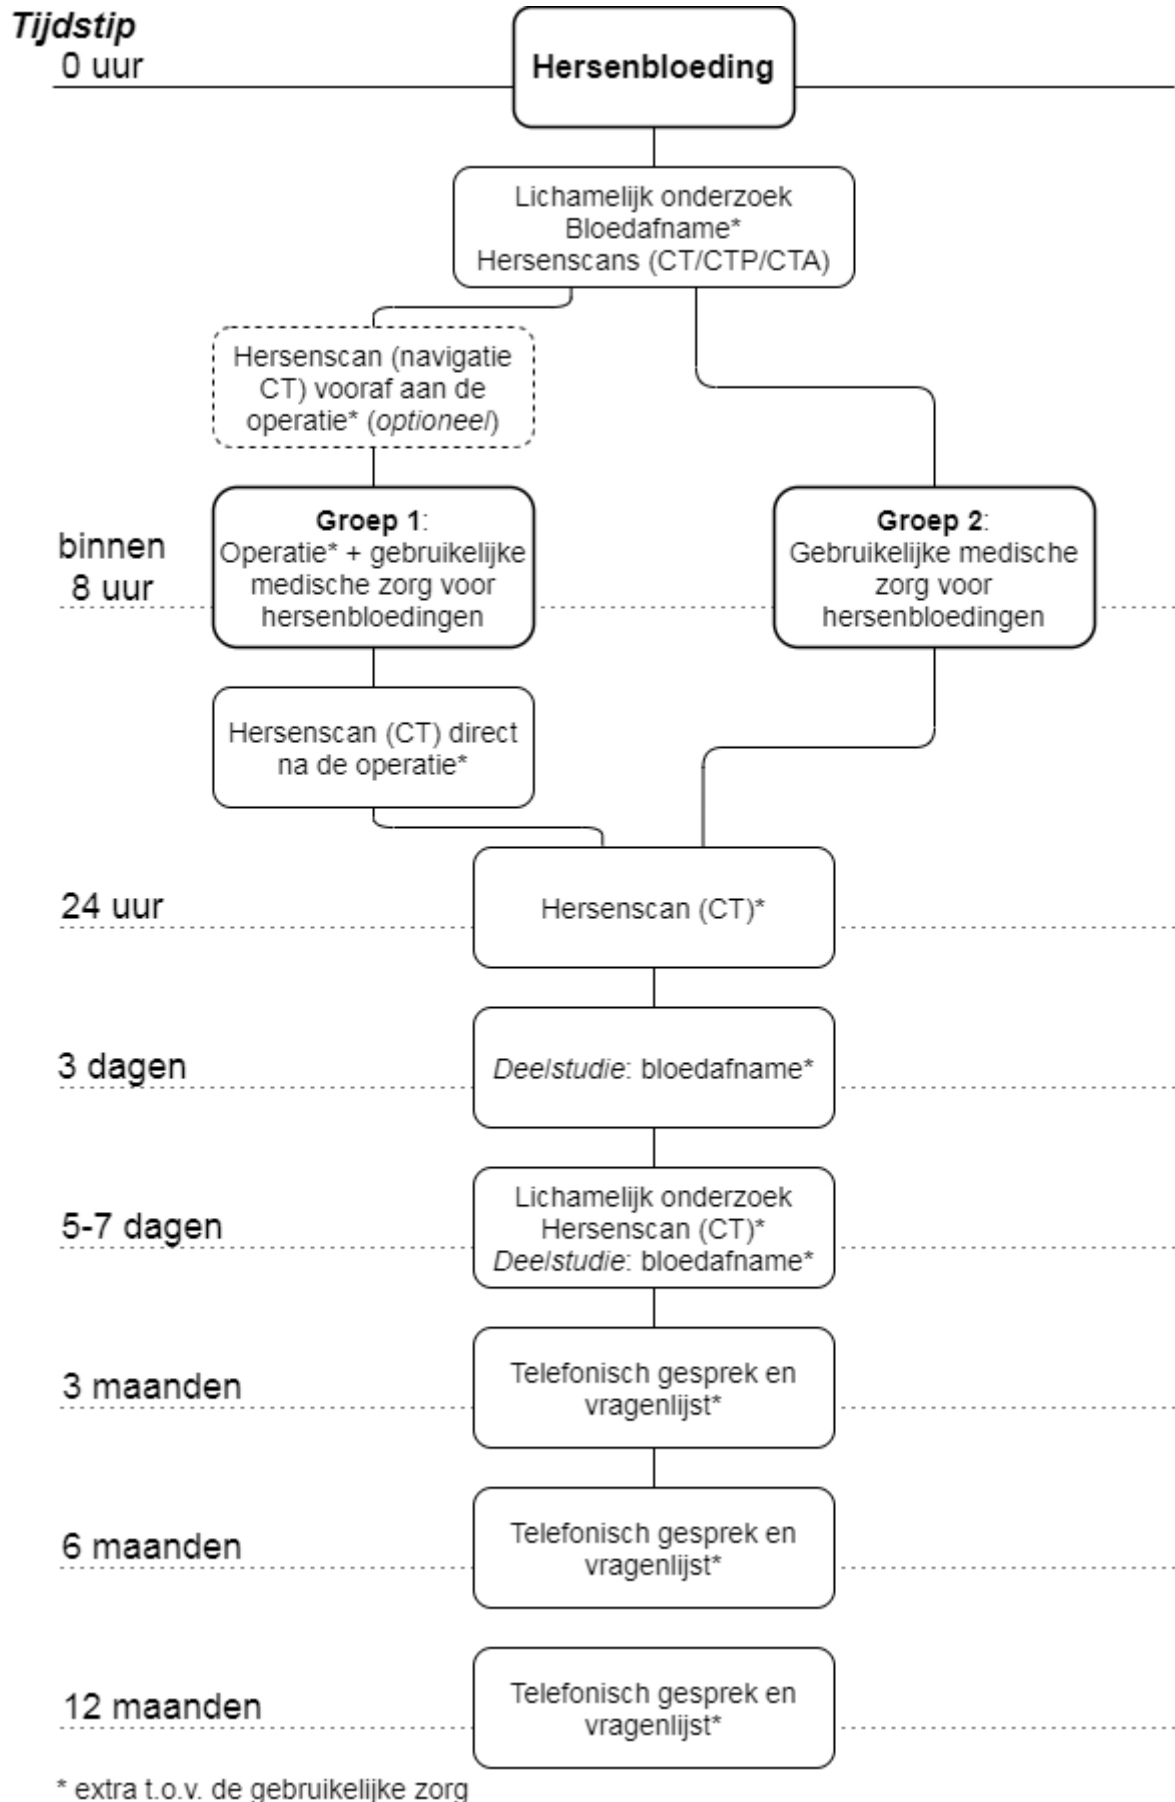 Tijdstip
0 uur
Hersenbloeding
Lichamelijk onderzoek
Bloedafname*
Hersenscans (CT/CTP/CTA)
Hersenscan (navigatie
CT) vooraf aan de
operatie* (optioneel)
binnen
8 uur
Groep 1:
Operatie* + gebruikelijke
medische zorg voor
hersenbloedingen
Groep 2:
Gebruikelijke medische
zorg voor
hersenbloedingen
Hersenscan (CT) direct
na de operatie*
24 uur
Hersenscan (CT)*
3 dagen
Deelstudie: bloedafname*
5-7 dagen
Lichamelijk onderzoek
Hersenscan (CT)*
Deelstudie: bloedafname*
3 maanden
Telefonisch gesprek en
vragenlijst*
6 maanden
Telefonisch gesprek en
vragenlijst*
12 maanden
Telefonisch gesprek en
vragenlijst*
* extra t.o.v. de gebruikelijke zorg